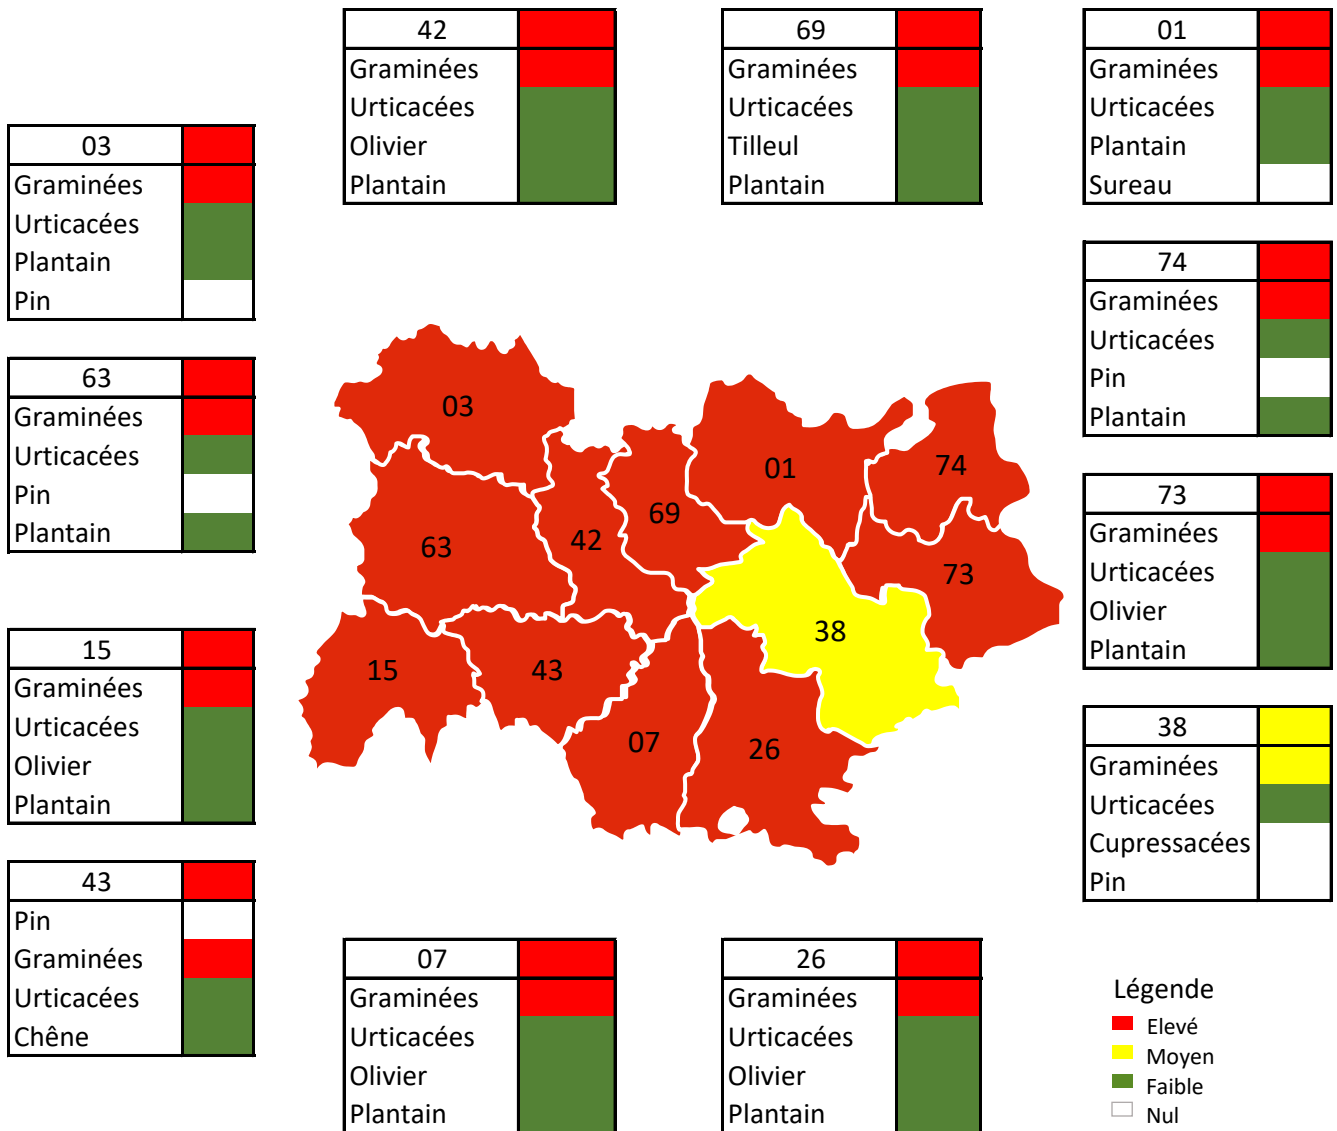 42
Graminées
Urticacées
Olivier
Plantain
69
Graminées
Urticacées
Tilleul
Plantain
01
Graminées
Urticacées
Plantain
Sureau
03
Graminées
Urticacées
Plantain
Pin
74
Graminées
Urticacées
Pin
Plantain
63
Graminées
Urticacées
Pin
Plantain
73
Graminées
Urticacées
Olivier
Plantain
03
01
74
69
42
63
73
38
15
43
07
26
15
Graminées
Urticacées
Olivier
Plantain
38
Graminées
Urticacées
Cupressacées
Pin
43
Pin
Graminées
Urticacées
Chêne
07
Graminées
Urticacées
Olivier
Plantain
26
Graminées
Urticacées
Olivier
Plantain
Légende
Elevé
Moyen
Faible
Nul